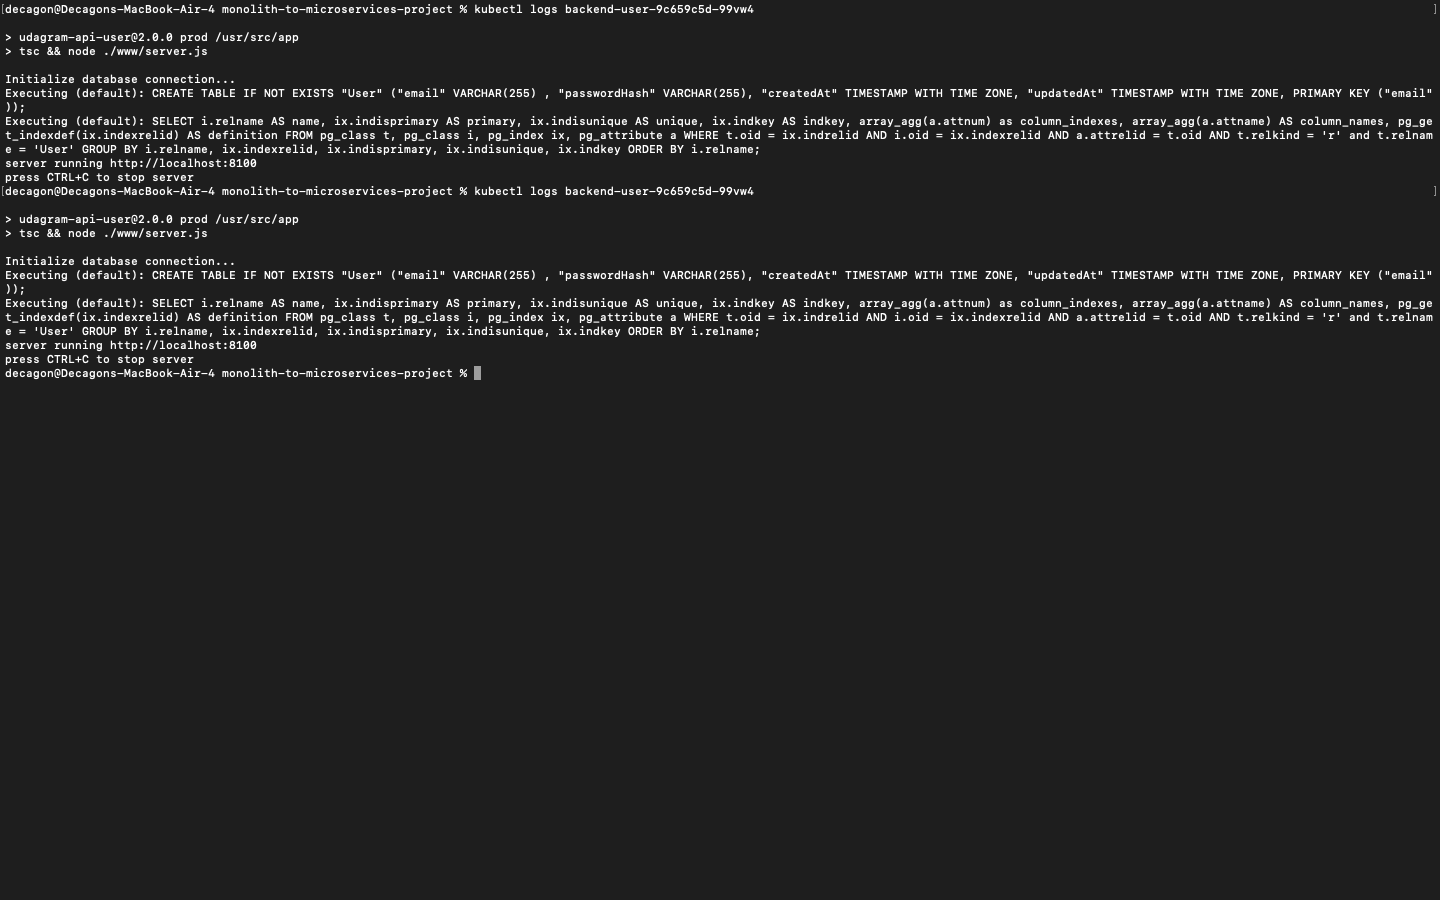 [decagon@Decagons-MacBook-Air-4 monolith-to-microservices-project % kubectl logs backend-user-9c659c5d-99vw4 ]
> udagram-api-user@2.0.0 prod /usr/src/app
> tsc && node ./www/server.js
Initialize database connection...
Executing (default): CREATE TABLE IF NOT EXISTS "User" ("email" VARCHAR(255) , "passwordHash" VARCHAR(255), "createdAt" TIMESTAMP WITH TIME ZONE, "updatedAt" TIMESTAMP WITH TIME ZONE, PRIMARY KEY ("email"
));
Executing (default): SELECT i.relname AS name, ix.indisprimary AS primary, ix.indisunique AS unique, ix.indkey AS indkey, array_agg(a.attnum) as column_indexes, array_agg(a.attname) AS column_names, pg_ge
t_indexdef(ix.indexrelid) AS definition FROM pg_class t, pg_class i, pg_index ix, pg_attribute a WHERE t.oid = ix.indrelid AND i.oid = ix.indexrelid AND a.attrelid = t.oid AND t.relkind = 'r' and t.relnam
e = 'User' GROUP BY i.relname, ix.indexrelid, ix.indisprimary, ix.indisunique, ix.indkey ORDER BY i.relname;
server running http://localhost:8100
press CTRL+C to stop server
[decagon@Decagons-MacBook-Air-4 monolith-to-microservices-project % kubectl logs backend-user-9c659c5d-99vw4 ]
> udagram-api-user@2.0.0 prod /usr/src/app
> tsc && node ./www/server.js
Initialize database connection...
Executing (default): CREATE TABLE IF NOT EXISTS "User" ("email" VARCHAR(255) , "passwordHash" VARCHAR(255), "createdAt" TIMESTAMP WITH TIME ZONE, "updatedAt" TIMESTAMP WITH TIME ZONE, PRIMARY KEY ("email"
));
Executing (default): SELECT i.relname AS name, ix.indisprimary AS primary, ix.indisunique AS unique, ix.indkey AS indkey, array_agg(a.attnum) as column_indexes, array_agg(a.attname) AS column_names, pg_ge
t_indexdef(ix.indexrelid) AS definition FROM pg_class t, pg_class i, pg_index ix, pg_attribute a WHERE t.oid = ix.indrelid AND i.oid = ix.indexrelid AND a.attrelid = t.oid AND t.relkind = 'r' and t.relnam
e = 'User' GROUP BY i.relname, ix.indexrelid, ix.indisprimary, ix.indisunique, ix.indkey ORDER BY i.relname;
server running http://localhost:8100
press CTRL+C to stop server
decagon@Decagons-MacBook-Air-4 monolith-to-microservices-project %